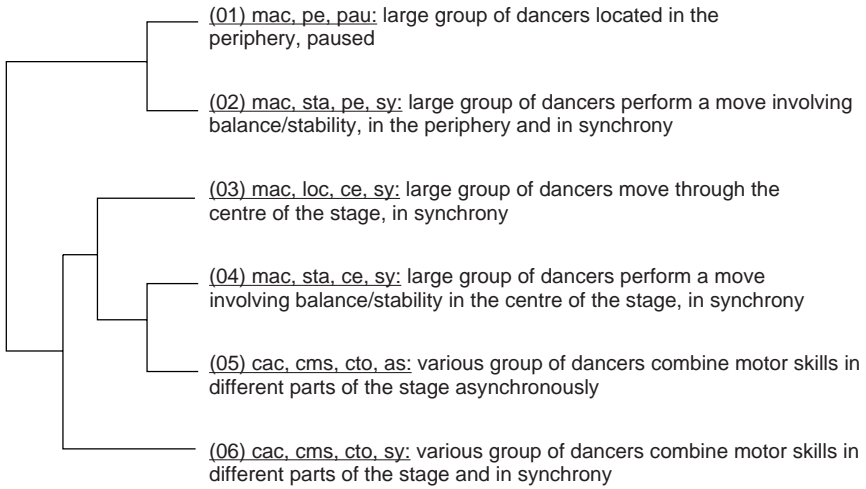 (01) mac, pe, pau: large group of dancers located in the
periphery, paused
(02) mac, sta, pe, sy: large group of dancers perform a move involving
balance/stability, in the periphery and in synchrony
(03) mac, loc, ce, sy: large group of dancers move through the
centre of the stage, in synchrony
(04) mac, sta, ce, sy: large group of dancers perform a move
involving balance/stability in the centre of the stage, in synchrony
(05) cac, cms, cto, as: various group of dancers combine motor skills in
different parts of the stage asynchronously
(06) cac, cms, cto, sy: various group of dancers combine motor skills in
different parts of the stage and in synchrony